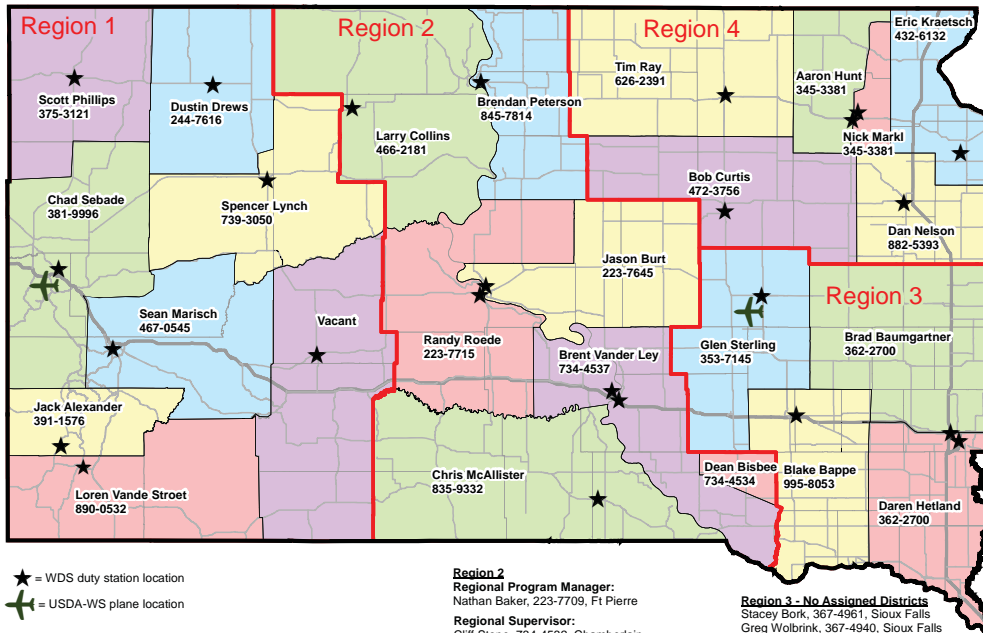 Region 1
Region 2
Region 4
Eric Kraetsch
432-6132
Scott Phillips
375-3121
Dustin Drews
244-7616
Brendan Peterson
845-7814
Tim Ray
626-2391
Aaron Hunt
345-3381
Larry Collins
466-2181
Nick Markl
345-3381
Chad Sebade
381-9996
Spencer Lynch
739-3050
Bob Curtis
472-3756
Dan Nelson
882-5393
Jason Burt
223-7645
Region 3
Sean Marisch
467-0545
Vacant
Randy Roede
223-7715
Brent Vander Ley
734-4537
Glen Sterling
353-7145
Brad Baumgartner
362-2700
Jack Alexander
391-1576
Loren Vande Stroet
890-0532
Chris McAllister
835-9332
Dean Bisbee
734-4534
Blake Bappe
995-8053
Daren Hetland
362-2700
= WDS duty station location
= USDA-WS plane location
Region 2
Regional Program Manager:
Nathan Baker, 223-7709, Ft Pierre
Regional Supervisor:
Region 3 - No Assigned Districts
Stacey Bork, 367-4961, Sioux Falls
Greg Wolbrink, 367-4940, Sioux Falls